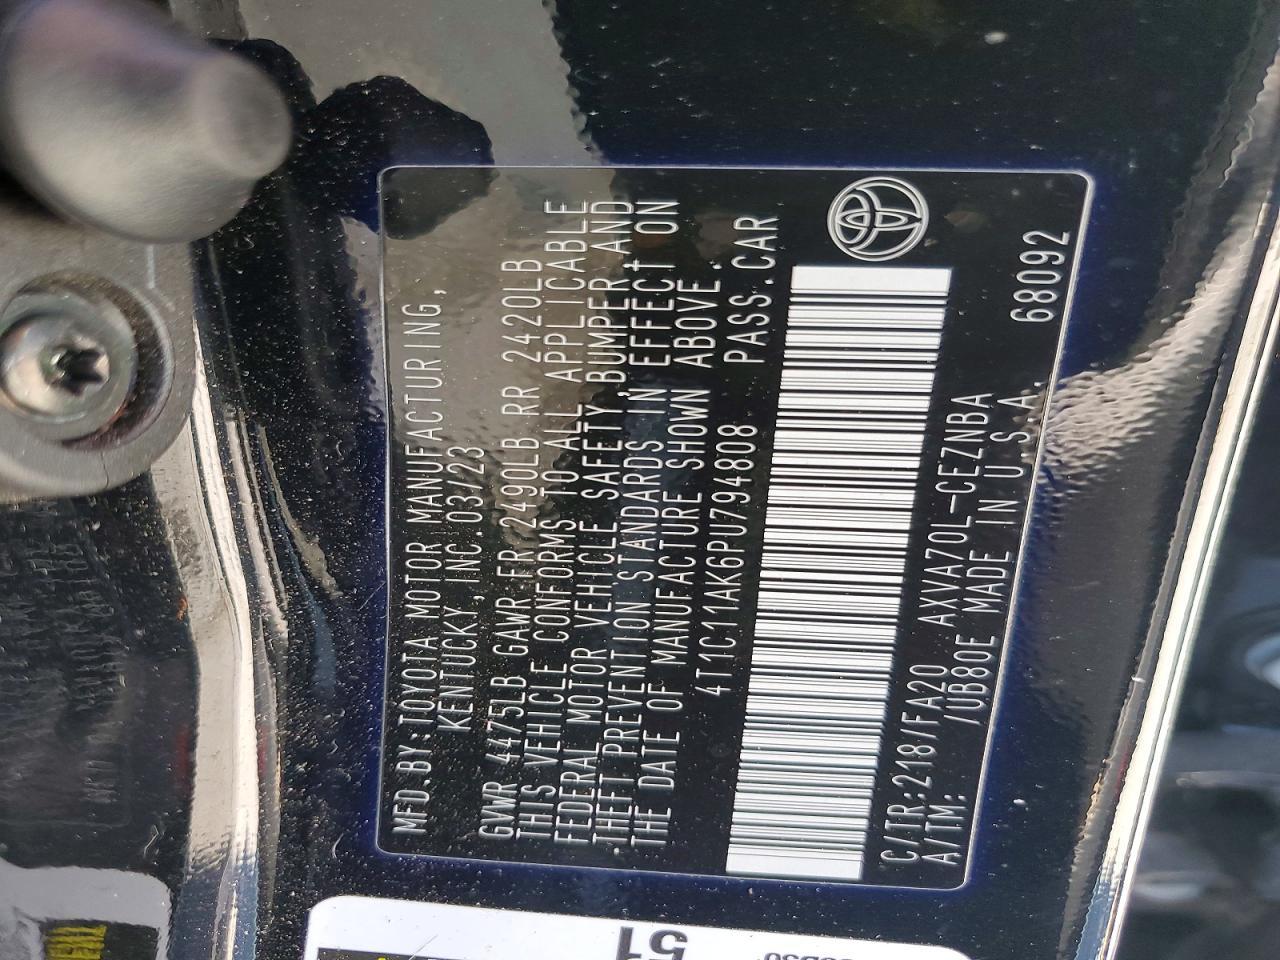 MFD.BY:TOYOTA MOTOR MANUFACTURING,
KENTUCKY,INC.03/23
GVWR 4475LB GAWR FR 2490LB RR 2420LB
THIS VEHICLE CONFORMS TO ALL APPLICABLE
FEDERAL MOTOR VEHICLE SAFETY,BUMPER AND
THEFT PREVENTION STANDARDS IN EFFECT ON
THE DATE OF MANUFACTURE SHOWN ABOVE.
4T1C11AK6PU794808 PASS.CAR
C/TR:218/FA20 AXVA70L-CEZNBA
A/TM: /UB80E MADE IN U.S.A.
68092
51